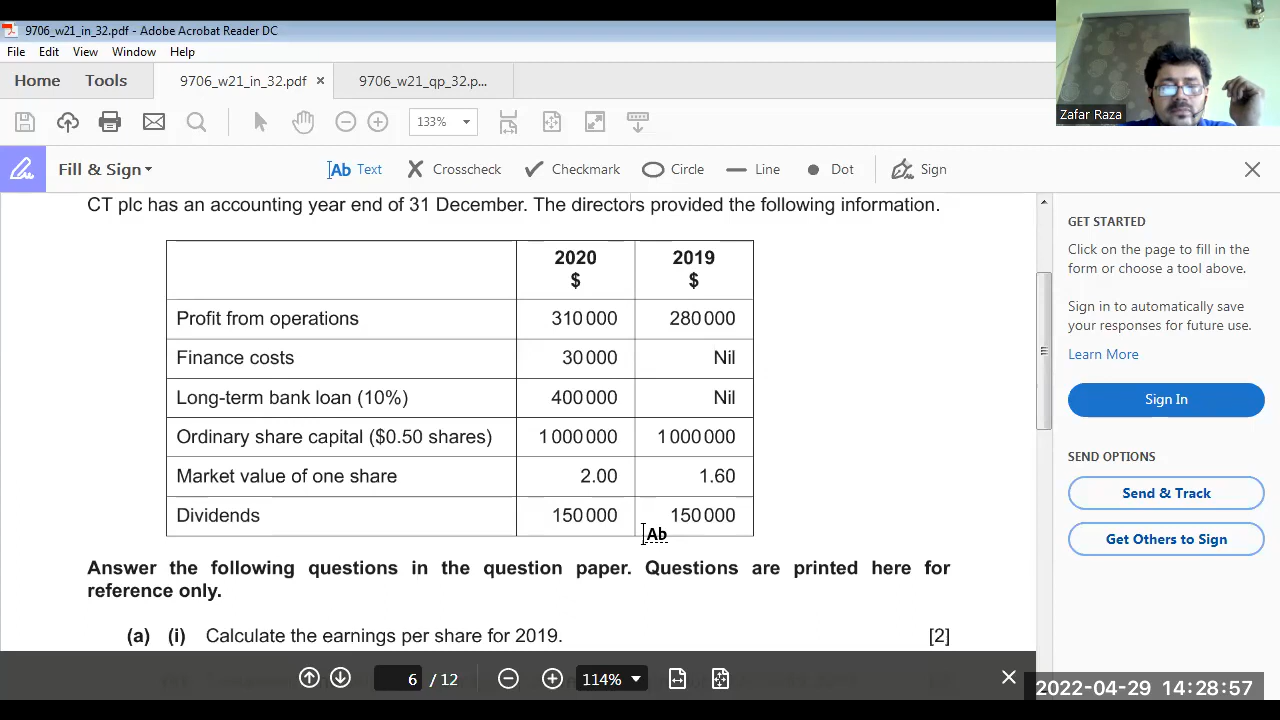 9706_w21_in_32.pdf - Adobe Acrobat Reader DC
File Edit View Window Help
Home Tools 9706_w21_in_32.pdf × 9706_w21_qp_32.p...
133%
Zafar Raza
Fill & Sign Ab Text Crosscheck Checkmark Circle Line Dot Sign
CT plc has an accounting year end of 31 December. The directors provided the following information.
2020 2019
$ $
Profit from operations 310 000 280 000
Finance costs 30 000 Nil
Long-term bank loan (10%) 400 000 Nil
Ordinary share capital ($0.50 shares) 1 000 000 1 000 000
Market value of one share 2.00 1.60
Dividends 150 000 150 000
Ab
Answer the following questions in the question paper. Questions are printed here for
reference only.
(a) (i) Calculate the earnings per share for 2019. [2]
6 / 12 114%
GET STARTED
Click on the page to fill in the
form or choose a tool above.
Sign in to automatically save
your responses for future use.
Learn More
Sign In
SEND OPTIONS
Send & Track
Get Others to Sign
2022-04-29 14:28:57